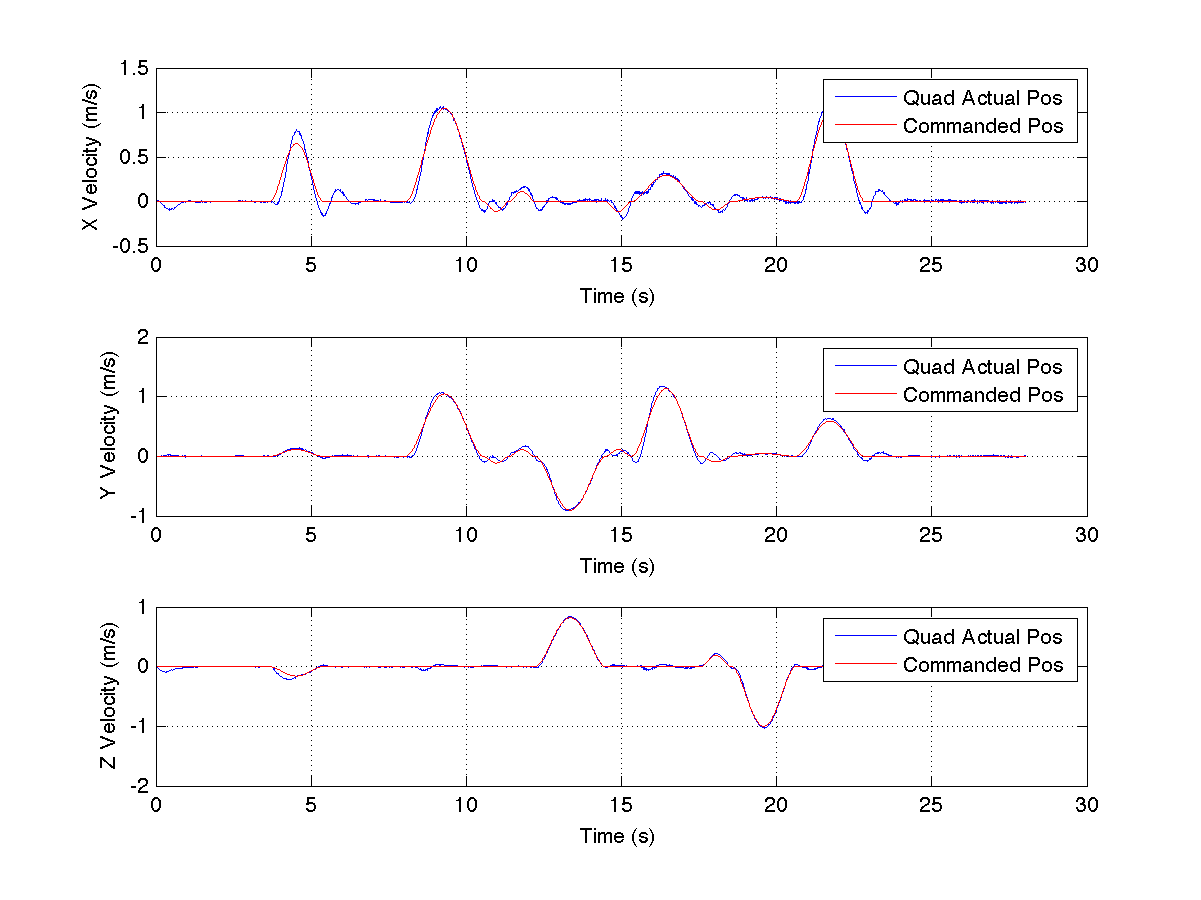 1.5
1
0.5
0
-0.5
X Velocity (m/s)
Quad Actual Pos
Commanded Pos
0 5 10 15 20 25 30
Time (s)
2
1
0
-1
Y Velocity (m/s)
Quad Actual Pos
Commanded Pos
0 5 10 15 20 25 30
Time (s)
1
0
-1
-2
Z Velocity (m/s)
Quad Actual Pos
Commanded Pos
0 5 10 15 20 25 30
Time (s)